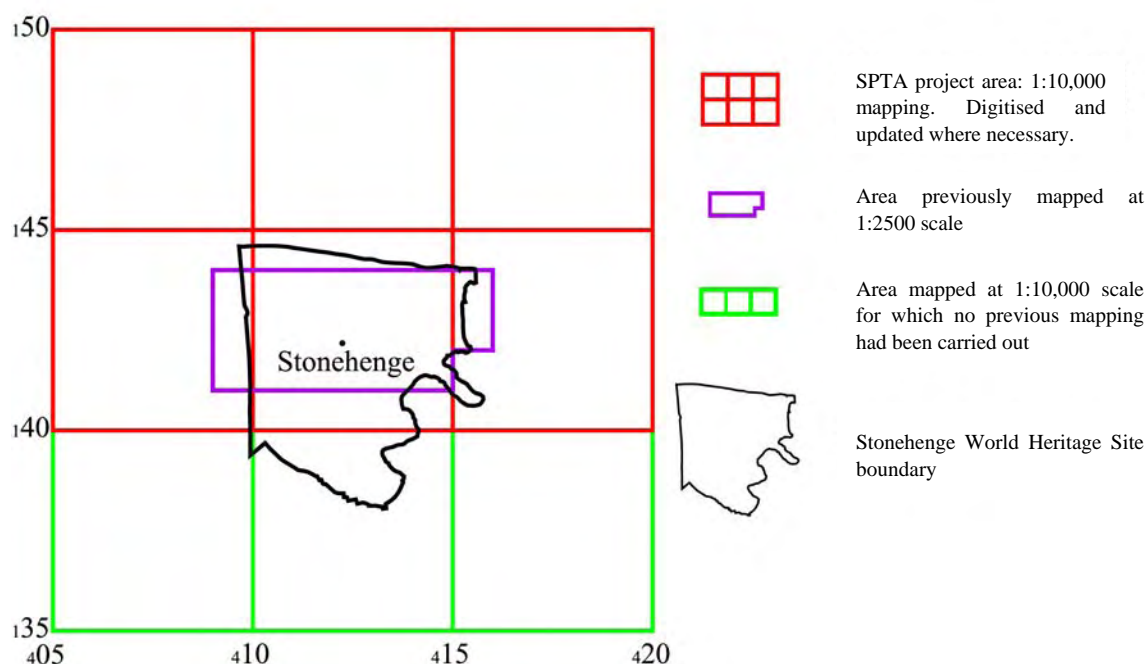 150
SPTA project area: 1:10,000
mapping. Digitised and
updated where necessary.
Area previously mapped at
1:2500 scale
145
Area mapped at 1:10,000 scale
for which no previous mapping
had been carried out
Stonehenge
140
Stonehenge World Heritage Site
boundary
135
405 410 415 420